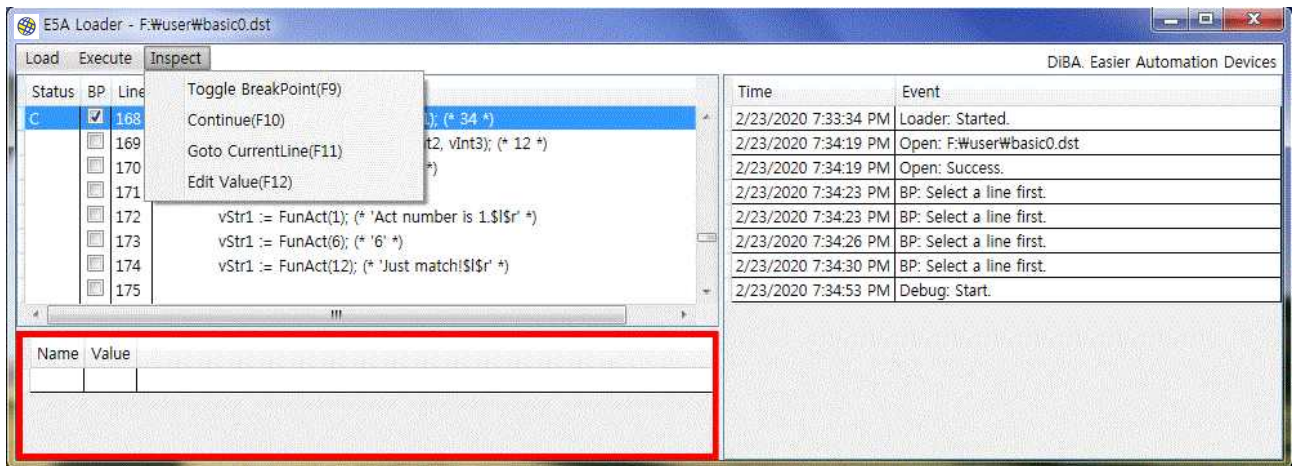 E5A Loader - F:₩user₩basic0.dst
Load Execute Inspect
DiBA. Easier Automation Devices
Toggle BreakPoint(F9)
Continue(F10)
Goto CurrentLine(F11)
Edit Value(F12)
Status BP Line
C 168 ); (* 34 *)
169 t2, vInt3); (* 12 *)
170 *)
171
172 vStr1 := FunAct(1); (* 'Act number is 1.$l$r' *)
173 vStr1 := FunAct(6); (* '6' *)
174 vStr1 := FunAct(12); (* 'Just match!$l$r' *)
175
Name Value
Time Event
2/23/2020 7:33:34 PM Loader: Started.
2/23/2020 7:34:19 PM Open: F:₩user₩basic0.dst
2/23/2020 7:34:19 PM Open: Success.
2/23/2020 7:34:23 PM BP: Select a line first.
2/23/2020 7:34:23 PM BP: Select a line first.
2/23/2020 7:34:26 PM BP: Select a line first.
2/23/2020 7:34:30 PM BP: Select a line first.
2/23/2020 7:34:53 PM Debug: Start.